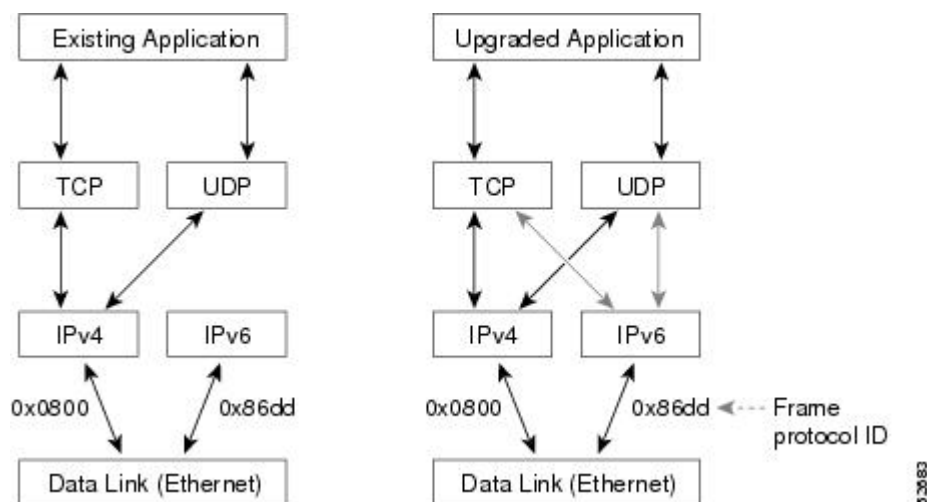 Existing Application
TCP
UDP
IPv4
IPv6
0x0800
0x86dd
Data Link (Ethernet)
Upgraded Application
TCP
UDP
IPv4
IPv6
0x0800
0x86dd
Frame
protocol ID
Data Link (Ethernet)